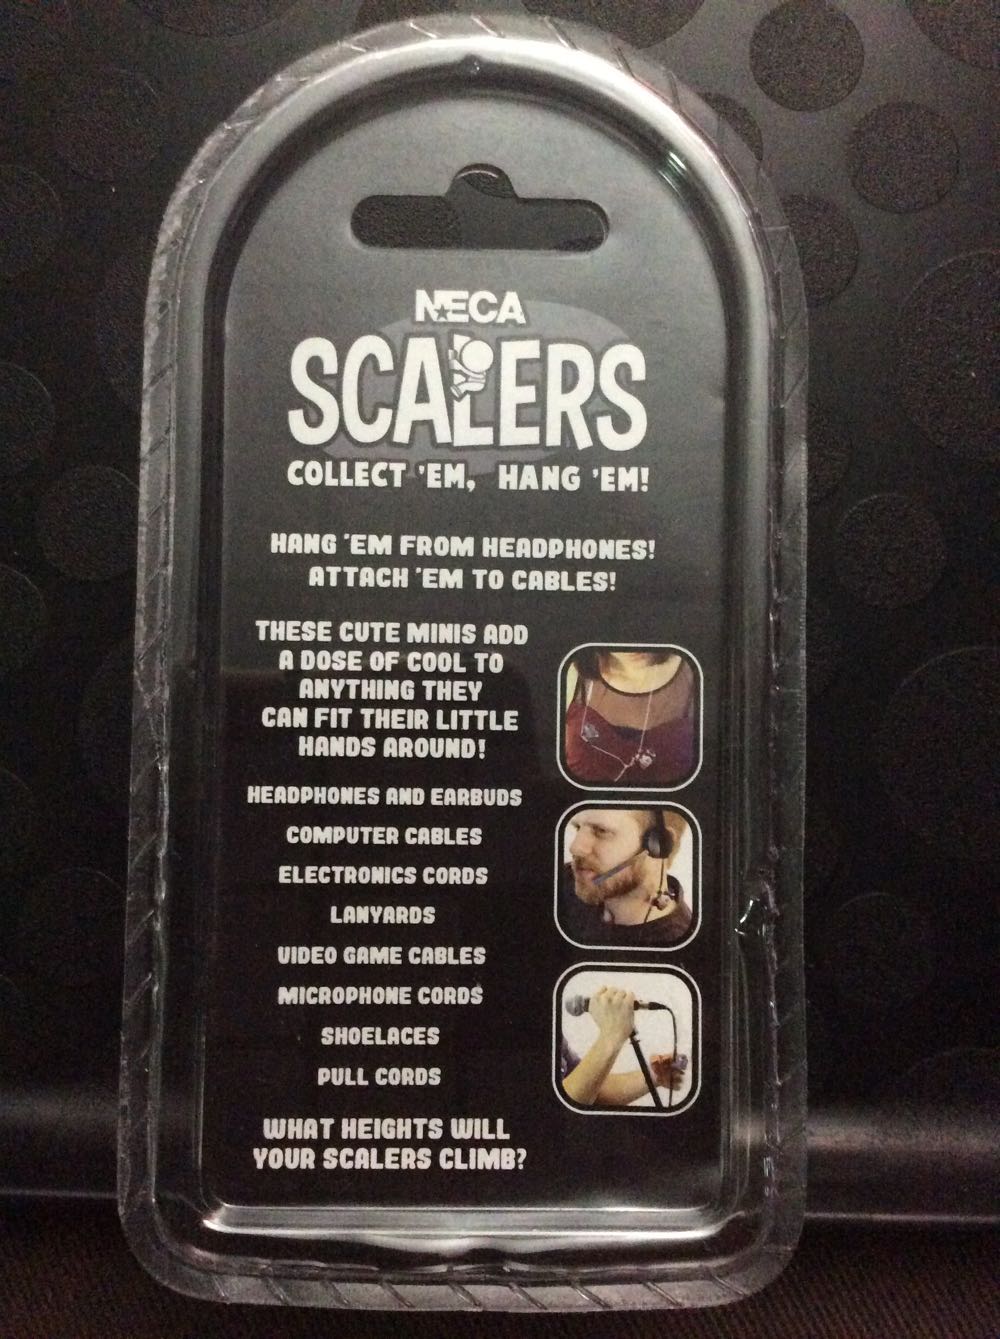 NECA
SCALERS
COLLECT 'EM, HANG 'EM!
HANG 'EM FROM HEADPHONES!
ATTACH 'EM TO CABLES!
THESE CUTE MINIS ADD
A DOSE OF COOL TO
ANYTHING THEY
CAN FIT THEIR LITTLE
HANDS AROUND!
HEADPHONES AND EARBUDS
COMPUTER CABLES
ELECTRONICS CORDS
LANYARDS
VIDEO GAME CABLES
MICROPHONE CORDS
SHOELACES
PULL CORDS
WHAT HEIGHTS WILL
YOUR SCALERS CLIMB?